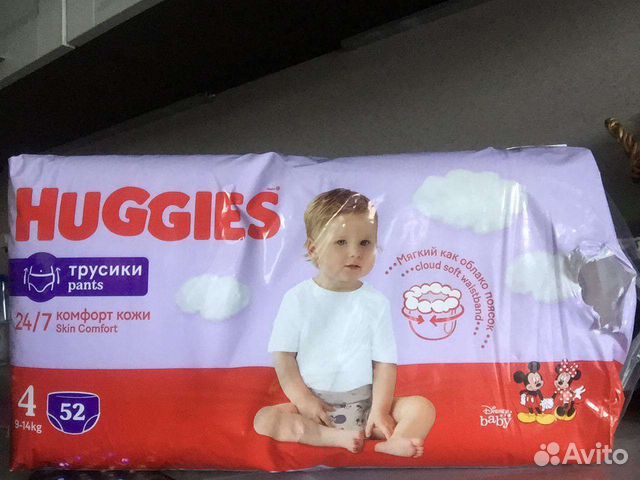 HUGGIES
трусики
pants
24/7 комфорт кожи
Skin Comfort
...Мягкий как облако поясок...
...cloud soft waistband...
4
9-14kg
52
Disney
baby
Avito